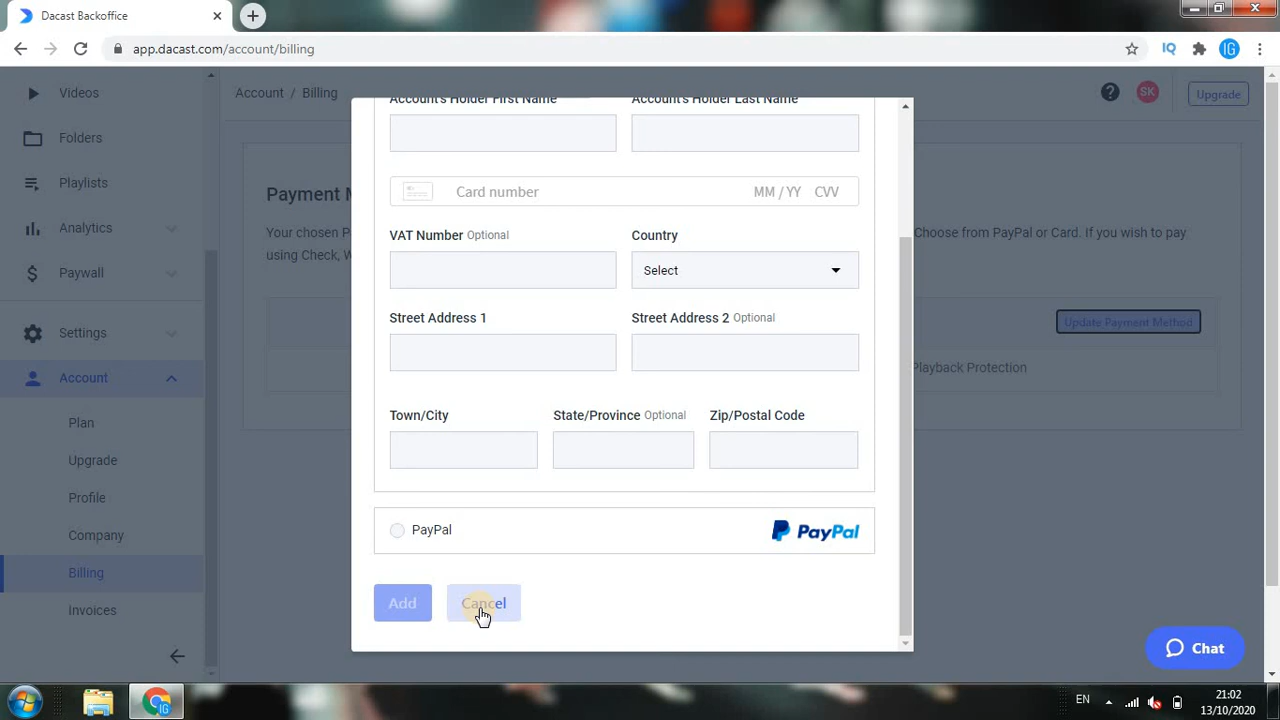 Dacast Backoffice
app.dacast.com/account/billing
IQ
IG
Videos
Folders
Playlists
Analytics
Paywall
Settings
Account
Plan
Upgrade
Profile
Company
Billing
Invoices
Account / Billing
SK
Upgrade
Payment M
Your chosen P
using Check, W
Choose from PayPal or Card. If you wish to pay
Update Payment Method
Playback Protection
Account's Holder First Name
Account's Holder Last Name
Card number
MM / YY
CVV
VAT Number Optional
Country
Select
Street Address 1
Street Address 2 Optional
Town/City
State/Province Optional
Zip/Postal Code
PayPal
PayPal
Add
Cancel
Chat
IG
EN
21:02
13/10/2020